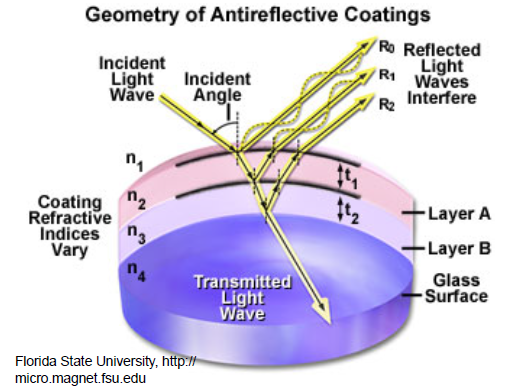 Geometry of Antireflective Coatings
Incident
Light
Wave
Incident
Angle
R0
R1
R2
Reflected
Light
Waves
Interfere
n1
n2
n3
n4
t1
t2
Coating
Refractive
Indices
Vary
Layer A
Layer B
Glass
Surface
Transmitted
Light
Wave
Florida State University, http://
micro.magnet.fsu.edu